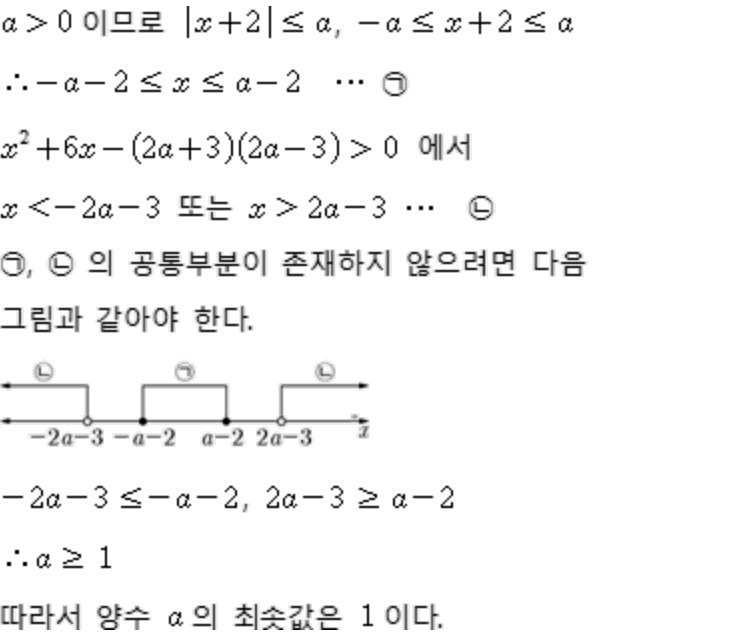 a > 0 이므로 |x+2| ≤ a, -a ≤ x+2 ≤ a
∴ -a-2 ≤ x ≤ a-2 ⋯ ㉠
x²+6x-(2a+3)(2a-3) > 0 에서
x < -2a-3 또는 x > 2a-3 ⋯ ㉡
㉠, ㉡ 의 공통부분이 존재하지 않으려면 다음
그림과 같아야 한다.
㉡ ㉠ ㉡
-2a-3 -a-2 a-2 2a-3 x
-2a-3 ≤ -a-2, 2a-3 ≥ a-2
∴ a ≥ 1
따라서 양수 a의 최솟값은 1이다.